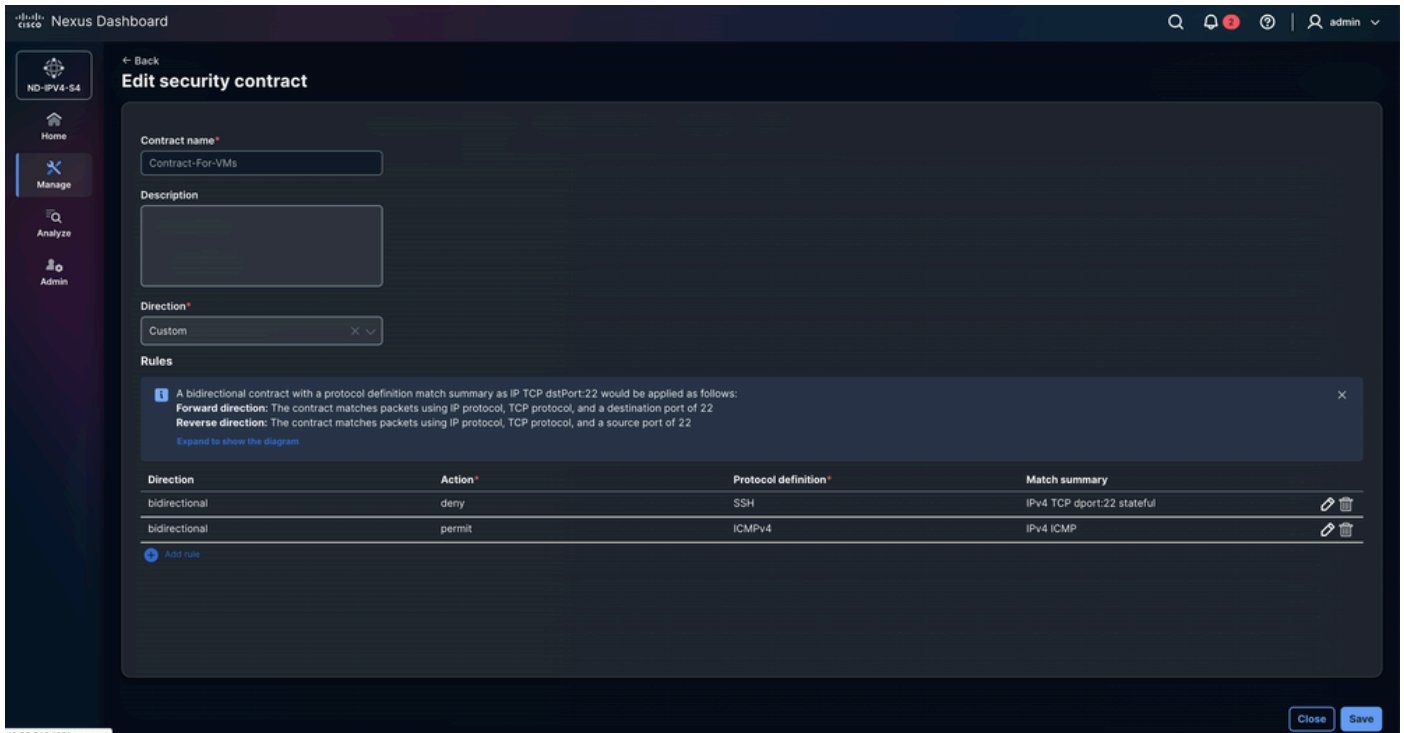 cisco Nexus Dashboard
2
admin
ND-IPV4-S4
Home
Manage
Analyze
Admin
← Back
Edit security contract
Contract name*
Contract-For-VMs
Description
Direction*
Custom
Rules
A bidirectional contract with a protocol definition match summary as IP TCP dstPort:22 would be applied as follows:
Forward direction: The contract matches packets using IP protocol, TCP protocol, and a destination port of 22
Reverse direction: The contract matches packets using IP protocol, TCP protocol, and a source port of 22
Expand to show the diagram
Direction Action* Protocol definition* Match summary
bidirectional deny SSH IPv4 TCP dport:22 stateful
bidirectional permit ICMPv4 IPv4 ICMP
Add rule
Close Save